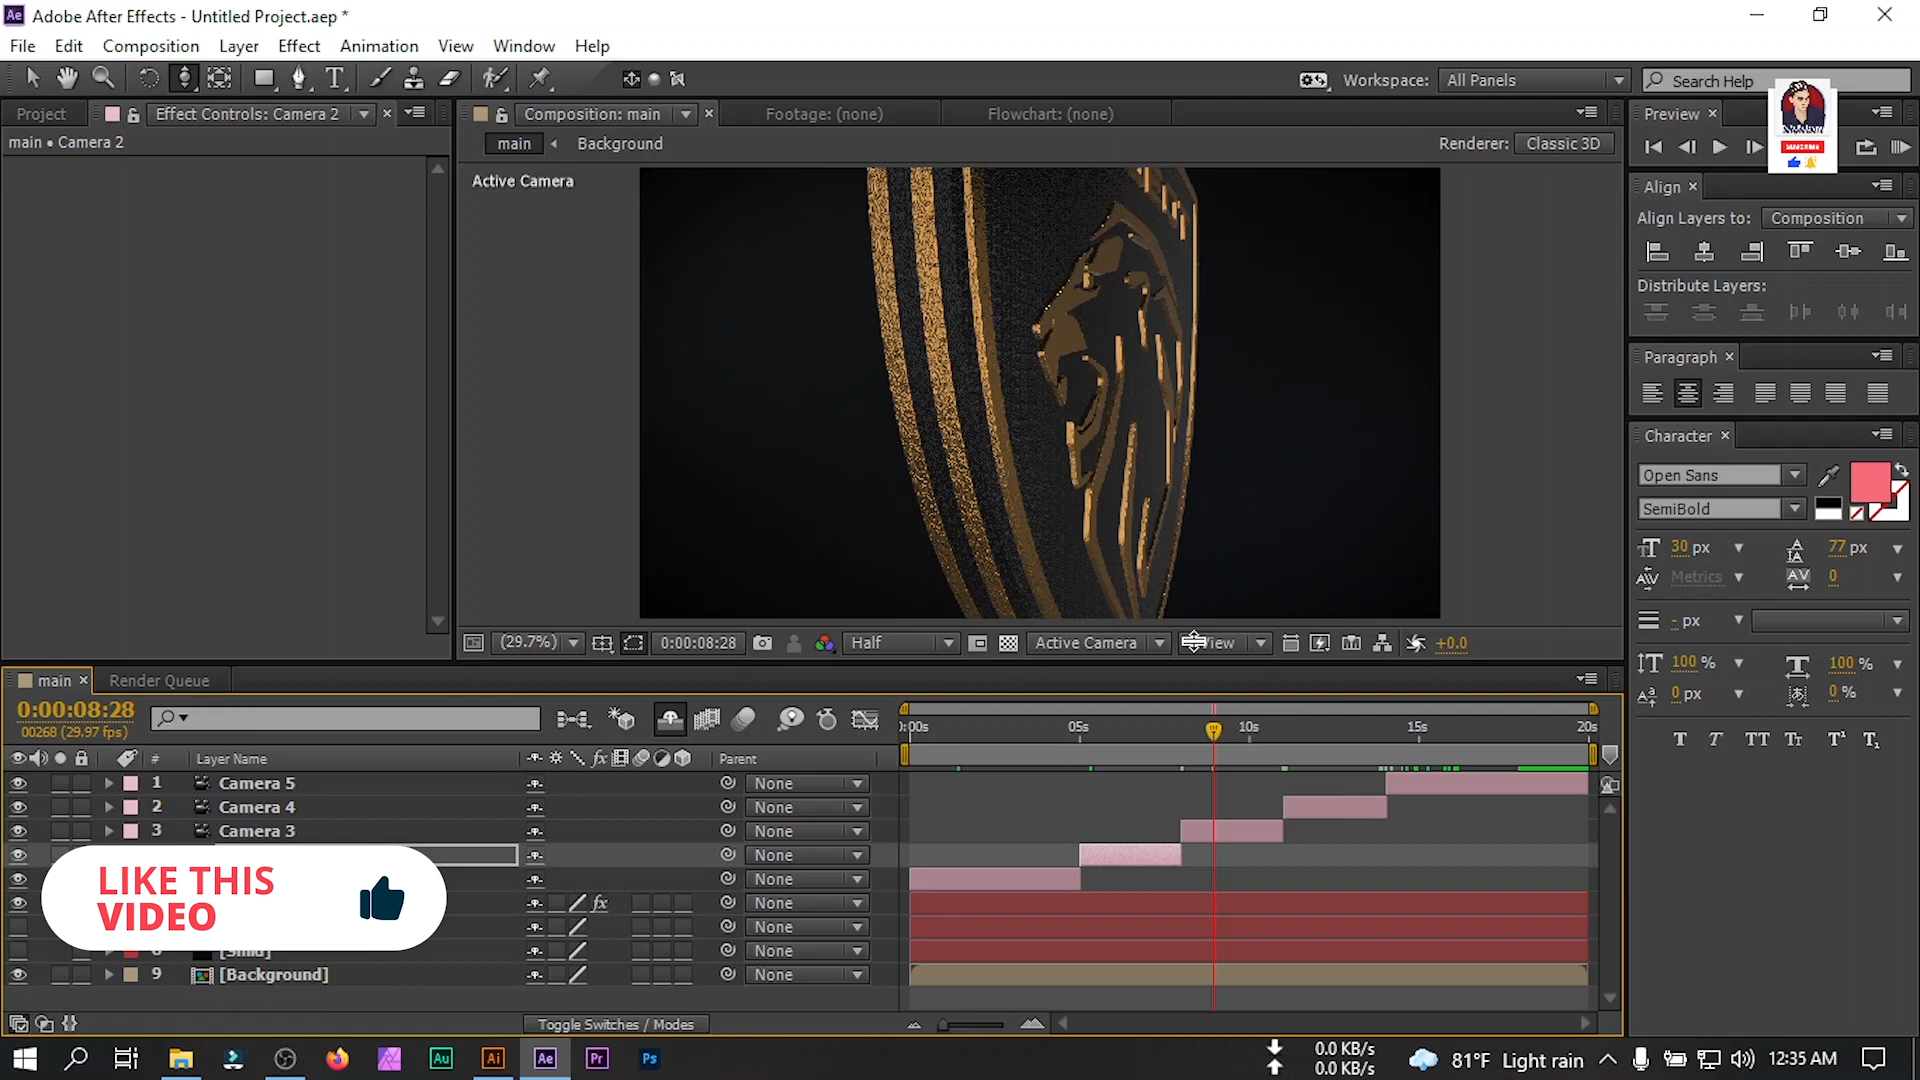 Ae Adobe After Effects - Untitled Project.aep *
File Edit Composition Layer Effect Animation View Window Help
Workspace: All Panels Search Help
Project Effect Controls: Camera 2 Composition: main Footage: (none) Flowchart: (none) Preview
main • Camera 2 main Background Renderer: Classic 3D
Active Camera
Align
Align Layers to: Composition
Distribute Layers:
Paragraph
Character
Open Sans
SemiBold
30 px 77 px
Metrics 0
- px
100 % 100 %
0 px 0 %
T T TT Tt T¹ T₁
(29.7%) 0:00:08:28 Half Active Camera View +0.0
main Render Queue
0:00:08:28
00268 (29.97 fps)
0:00s 05s 10s 15s 20s
# Layer Name Parent
1 Camera 5 None
2 Camera 4 None
3 Camera 3 None
None
None
fx
None
None
None
9 [Background] None
LIKE THIS
VIDEO
Toggle Switches / Modes
Au Ai Ae Pr Ps
0.0 KB/s
0.0 KB/s
81°F Light rain 12:35 AM